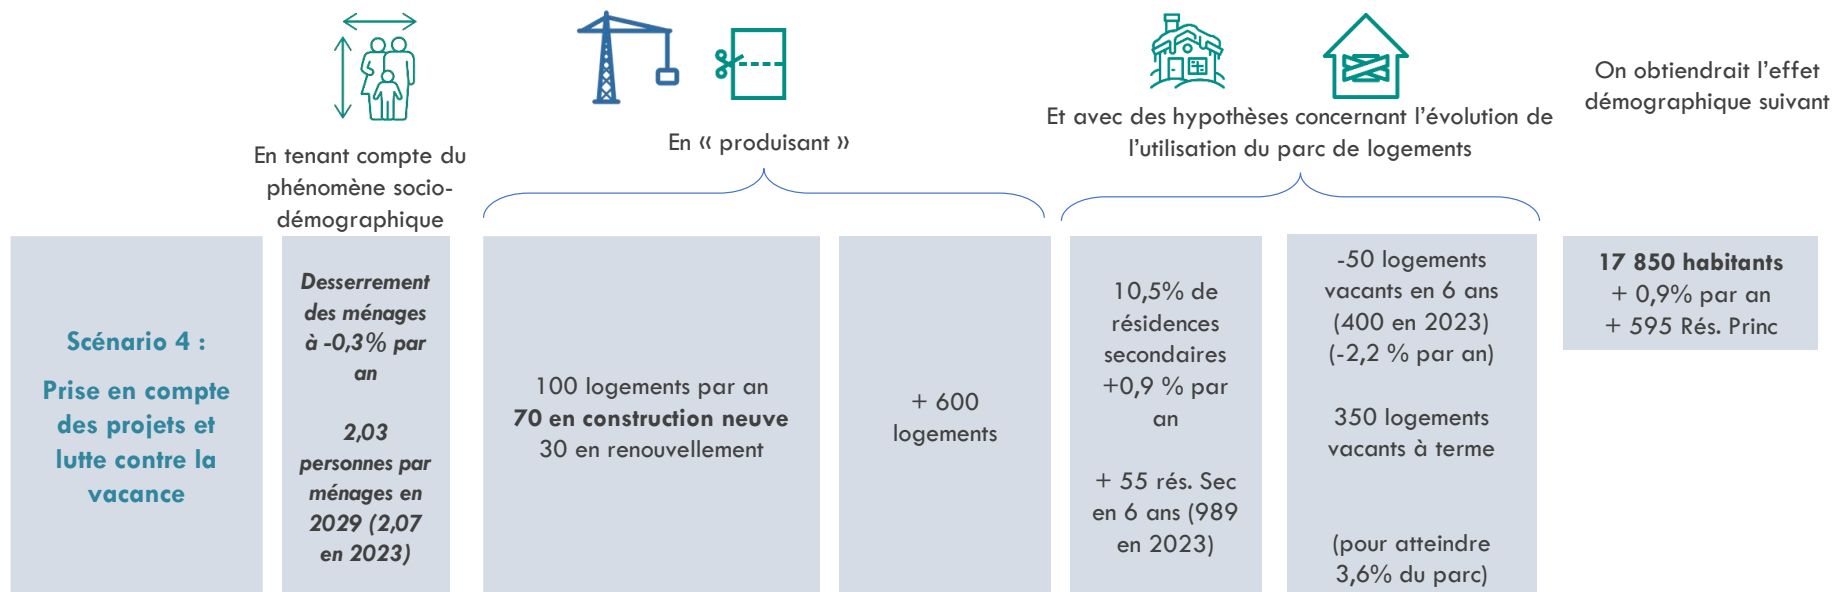 En tenant compte du
phénomène socio-
démographique
En « produisant »
Et avec des hypothèses concernant l'évolution de
l'utilisation du parc de logements
On obtiendrait l'effet
démographique suivant
Scénario 4 :
Prise en compte
des projets et
lutte contre la
vacance
Desserrement
des ménages
à -0,3% par
an
2,03
personnes par
ménages en
2029 (2,07
en 2023)
100 logements par an
70 en construction neuve
30 en renouvellement
+ 600
logements
10,5% de
résidences
secondaires
+0,9 % par
an
+ 55 rés. Sec
en 6 ans (989
en 2023)
-50 logements
vacants en 6 ans
(400 en 2023)
(-2,2 % par an)
350 logements
vacants à terme
(pour atteindre
3,6% du parc)
17 850 habitants
+ 0,9% par an
+ 595 Rés. Princ